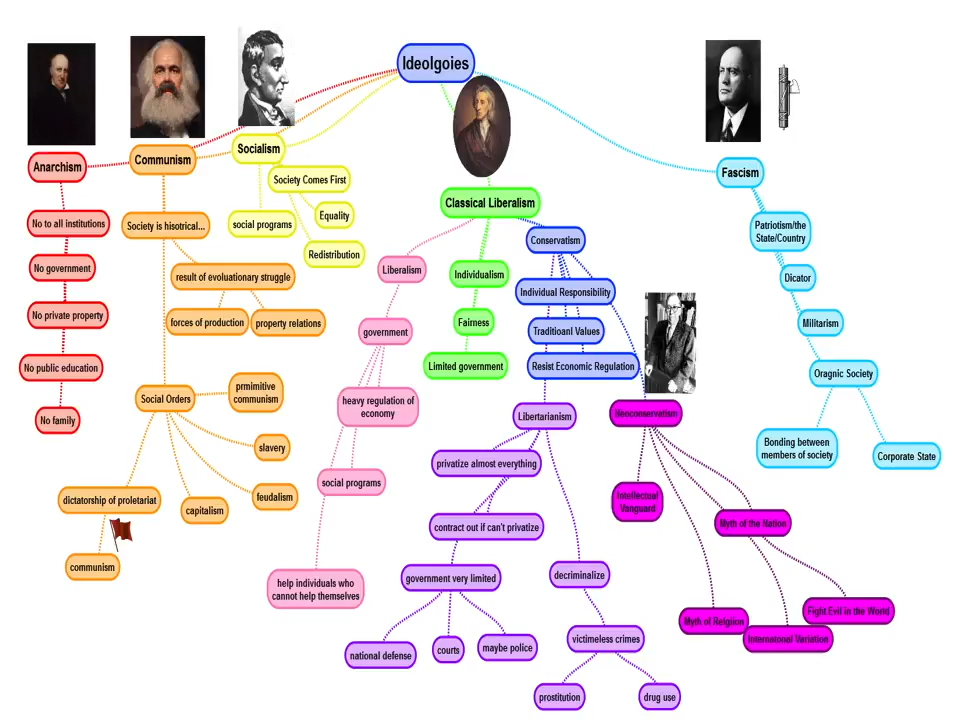 Ideolgoies
Anarchism
No to all institutions
No government
No private property
No public education
No family
Communism
Society is hisotrical...
result of evoluationary struggle
forces of production
property relations
Social Orders
prmimitive
communism
slavery
feudalism
capitalism
dictatorship of proletariat
communism
Socialism
Society Comes First
Equality
social programs
Redistribution
Classical Liberalism
Liberalism
government
heavy regulation of
economy
social programs
help individuals who
cannot help themselves
Individualism
Fairness
Limited government
Conservatism
Individual Responsibility
Traditioanl Values
Resist Economic Regulation
Libertarianism
privatize almost everything
contract out if can't privatize
government very limited
national defense
courts
maybe police
decriminalize
victimeless crimes
prostitution
drug use
Neoconservatism
Intellectual
Vanguard
Myth of the Nation
Myth of Relgiion
Internatonal Variation
Fight Evil in the World
Fascism
Patriotism/the
State/Country
Dicator
Militarism
Oragnic Society
Bonding between
members of society
Corporate State